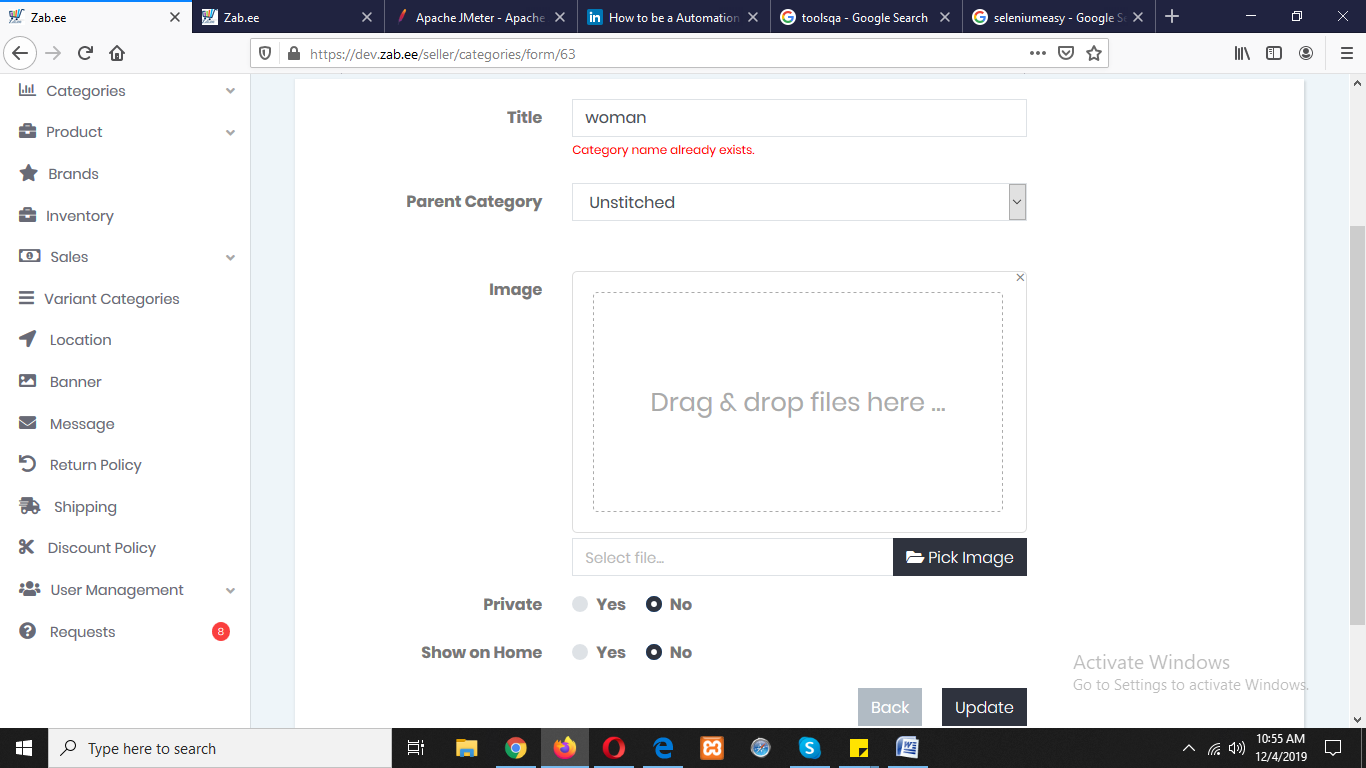 Zab.ee
Zab.ee
Apache JMeter - Apache
How to be a Automation
toolsqa - Google Search
seleniumeasy - Google Se
https://dev.zab.ee/seller/categories/form/63
Categories
Product
Brands
Inventory
Sales
Variant Categories
Location
Banner
Message
Return Policy
Shipping
Discount Policy
User Management
Requests 8
Title woman
Category name already exists.
Parent Category Unstitched
Image
Drag & drop files here ...
Select file... Pick Image
Private Yes No
Show on Home Yes No
Back Update
Activate Windows
Go to Settings to activate Windows.
Type here to search
10:55 AM
12/4/2019